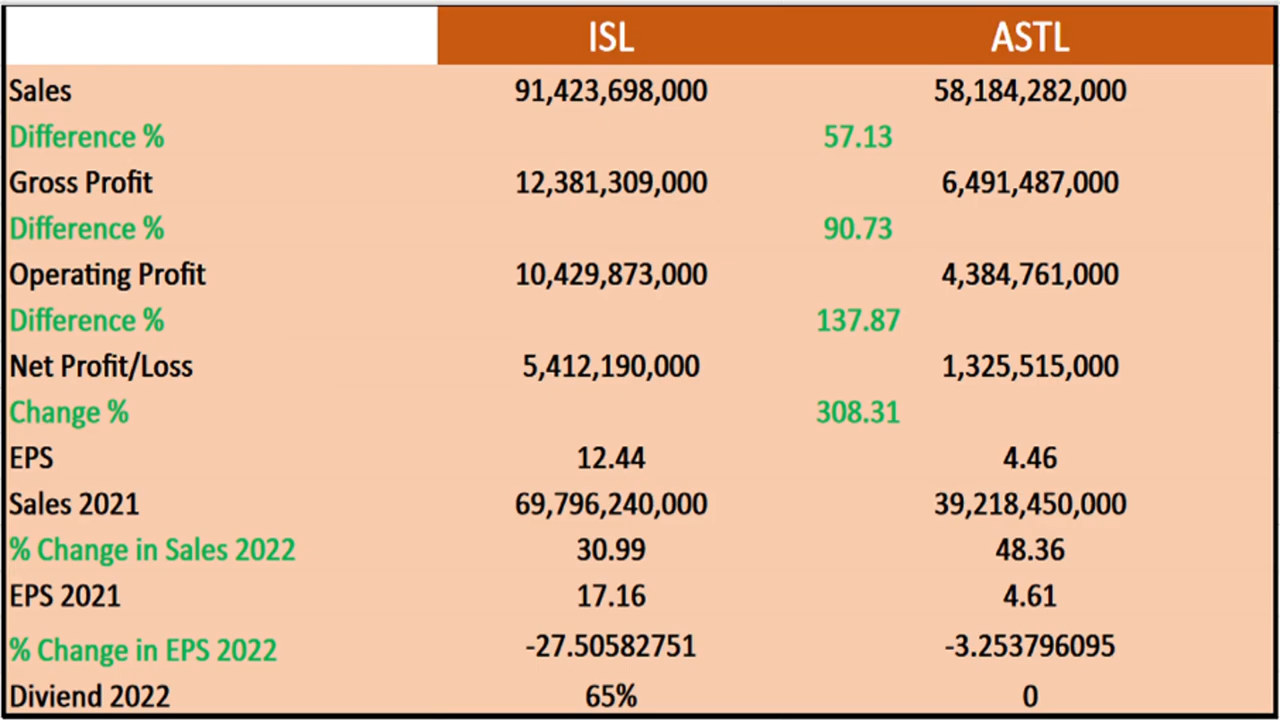 ISL ASTL
Sales 91,423,698,000 58,184,282,000
Difference % 57.13
Gross Profit 12,381,309,000 6,491,487,000
Difference % 90.73
Operating Profit 10,429,873,000 4,384,761,000
Difference % 137.87
Net Profit/Loss 5,412,190,000 1,325,515,000
Change % 308.31
EPS 12.44 4.46
Sales 2021 69,796,240,000 39,218,450,000
% Change in Sales 2022 30.99 48.36
EPS 2021 17.16 4.61
% Change in EPS 2022 -27.50582751 -3.253796095
Diviend 2022 65% 0